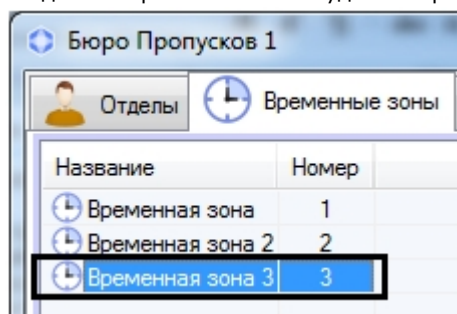 Бюро Пропусков 1
Отделы Временные зоны
Название Номер
Временная зона 1
Временная зона 2 2
Временная зона 3 3